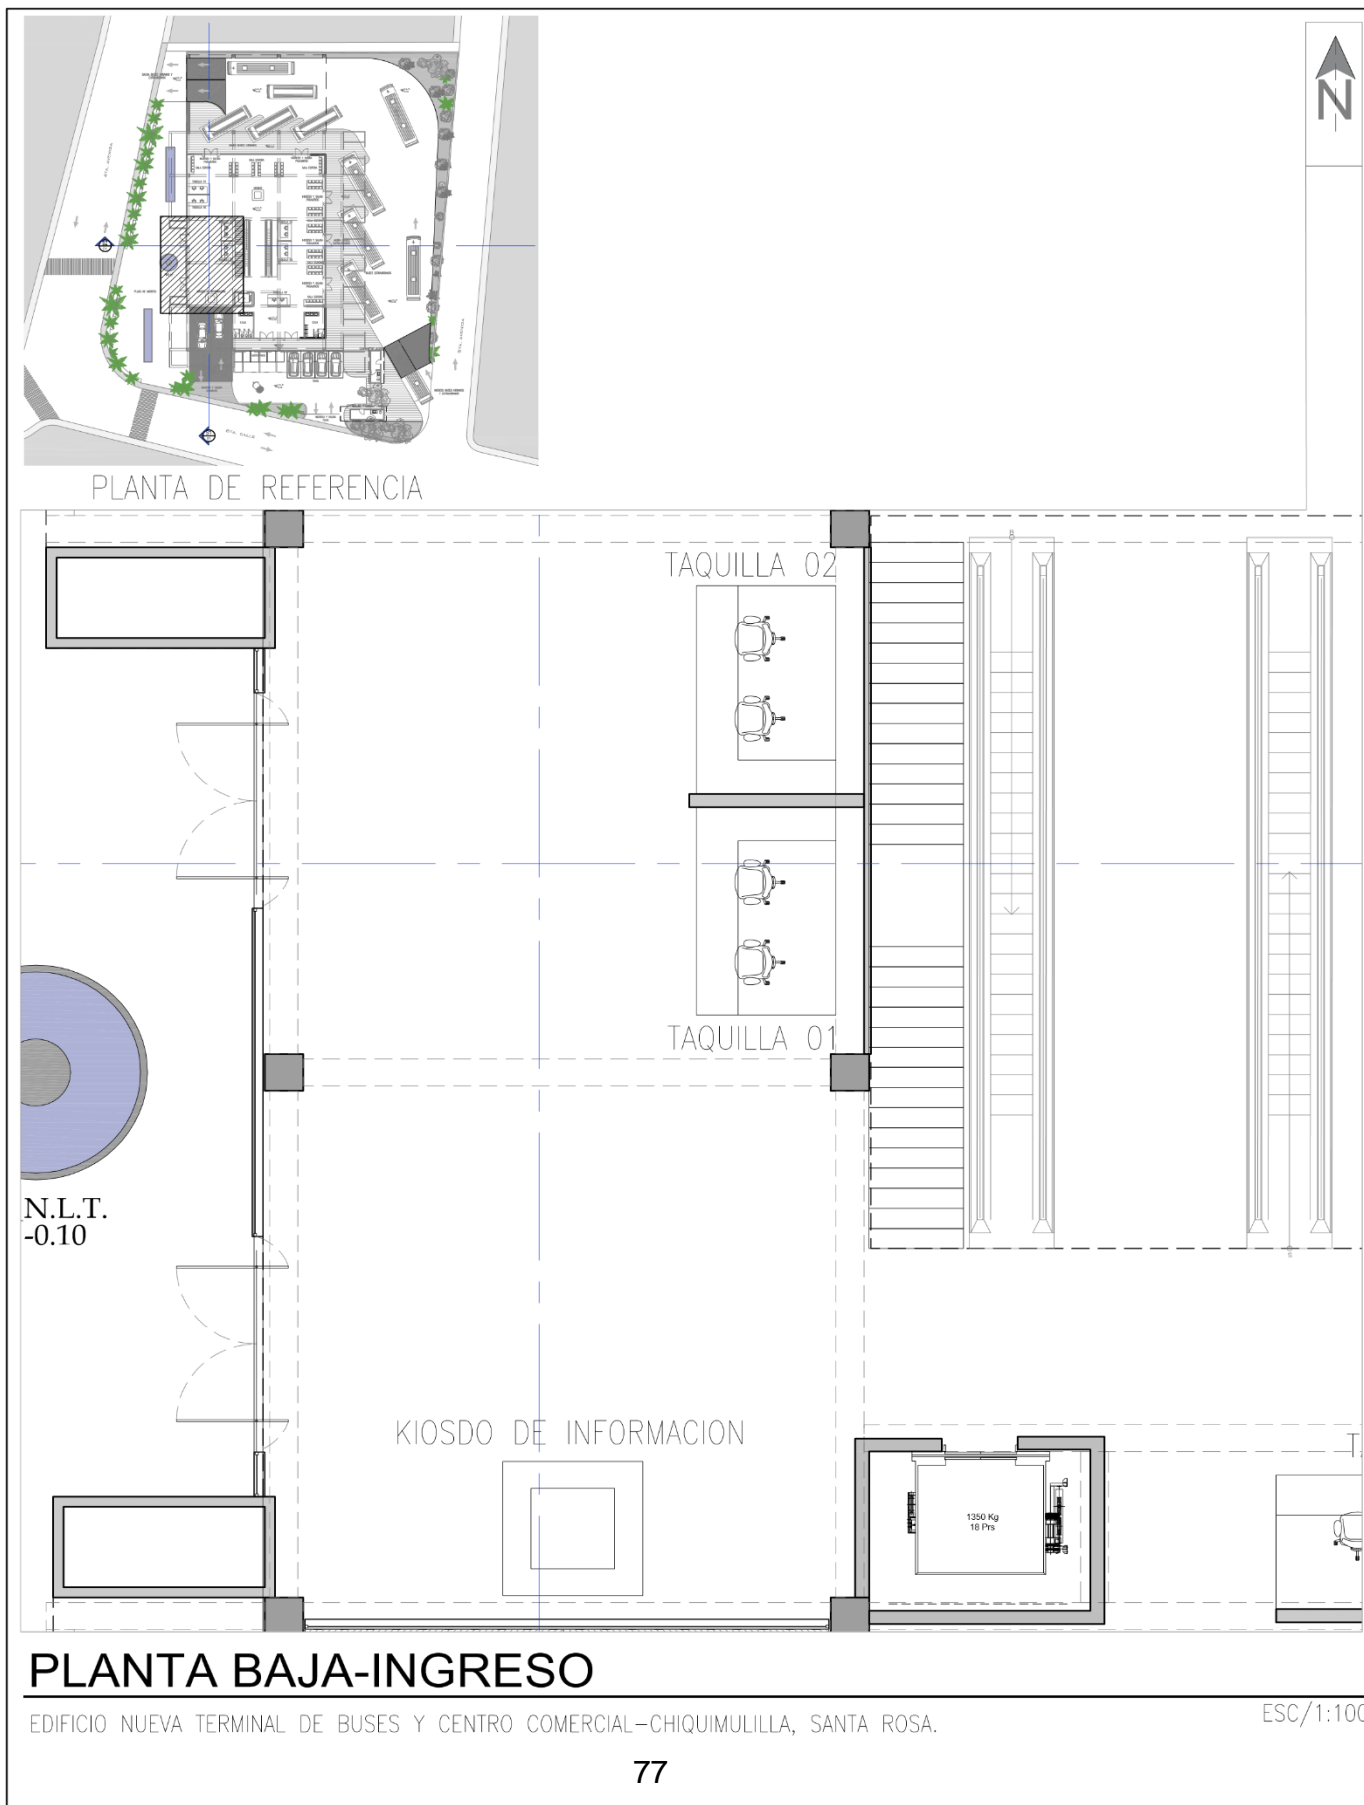 N
PLANTA DE REFERENCIA
TAQUILLA 02
TAQUILLA 01
N.L.T.
-0.10
KIOSDO DE INFORMACION
1350 Kg
18 Prs
PLANTA BAJA-INGRESO
ESC/1:100
EDIFICIO NUEVA TERMINAL DE BUSES Y CENTRO COMERCIAL-CHIQUIMULILLA, SANTA ROSA.
77